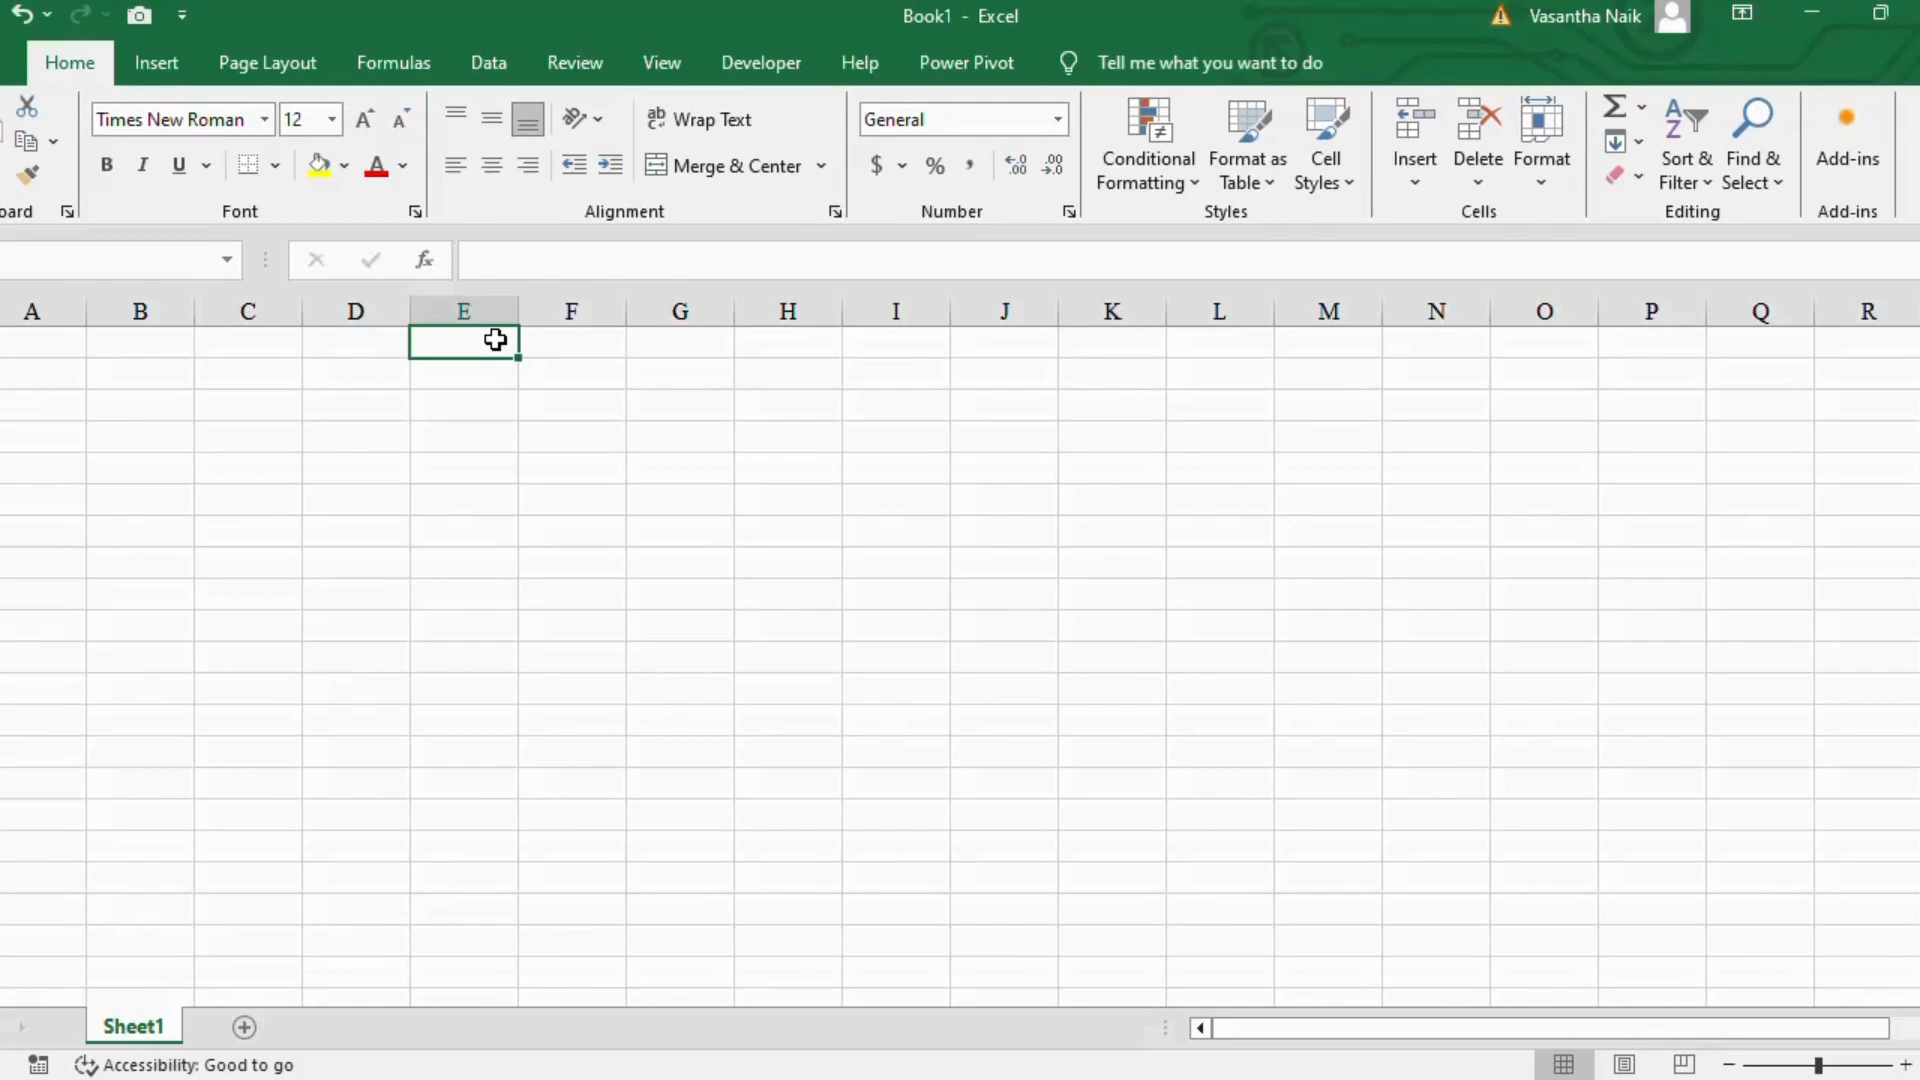 Book1 - Excel
Vasantha Naik
Home Insert Page Layout Formulas Data Review View Developer Help Power Pivot Tell me what you want to do
Times New Roman 12
Wrap Text
General
B I U
Merge & Center
$ % ,
Conditional Formatting
Format as Table
Cell Styles
Insert Delete Format
Sort & Filter
Find & Select
Add-ins
oard Font Alignment Number Styles Cells Editing Add-ins
fx
A B C D E F G H I J K L M N O P Q R
Sheet1
Accessibility: Good to go